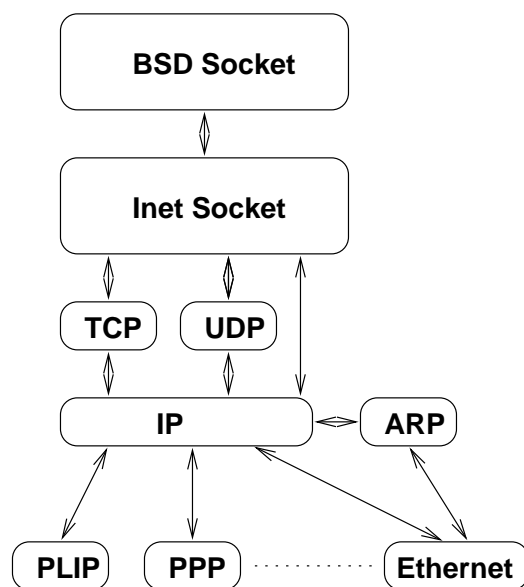 BSD Socket
Inet Socket
TCP
UDP
IP
ARP
PLIP
PPP
Ethernet